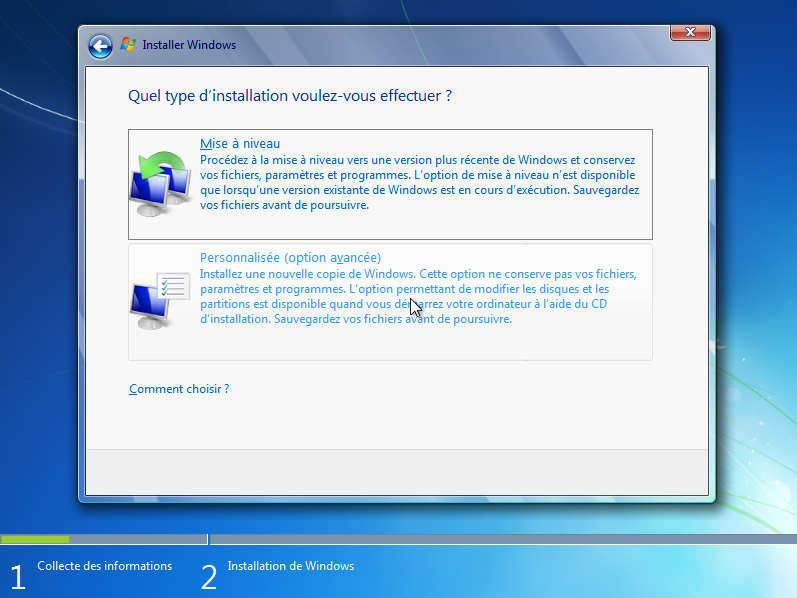 Installer Windows
Quel type d'installation voulez-vous effectuer ?
Mise à niveau
Procédez à la mise à niveau vers une version plus récente de Windows et conservez
vos fichiers, paramètres et programmes. L'option de mise à niveau n'est disponible
que lorsqu'une version existante de Windows est en cours d'exécution. Sauvegardez
vos fichiers avant de poursuivre.
Personnalisée (option avancée)
Installez une nouvelle copie de Windows. Cette option ne conserve pas vos fichiers,
paramètres et programmes. L'option permettant de modifier les disques et les
partitions est disponible quand vous démarrez votre ordinateur à l'aide du CD
d'installation. Sauvegardez vos fichiers avant de poursuivre.
Comment choisir ?
1 Collecte des informations
2 Installation de Windows